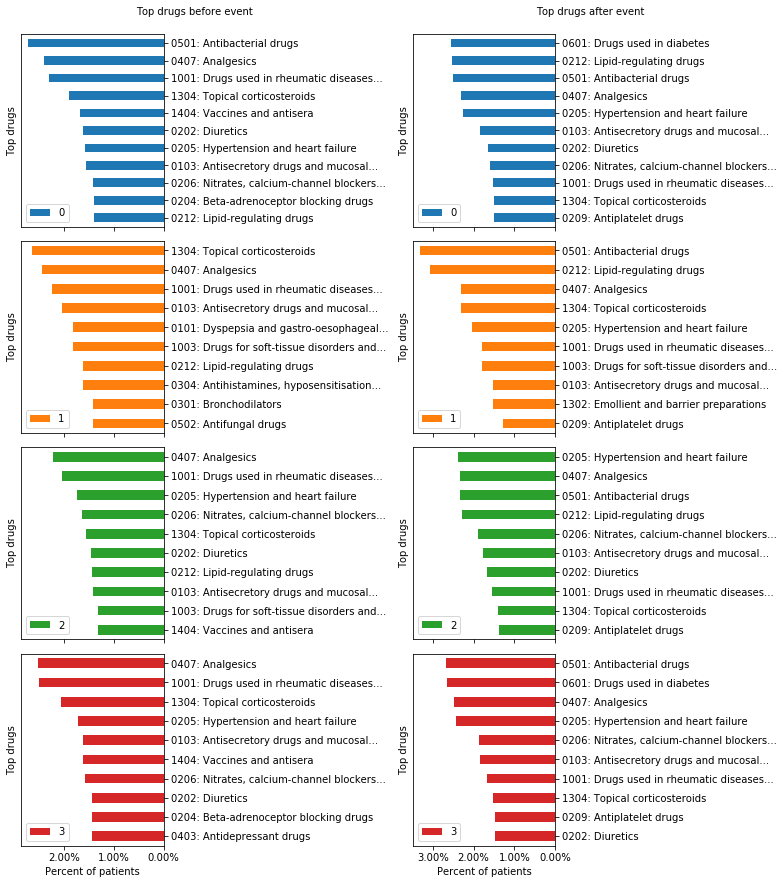 Top drugs before event
Top drugs
0501: Antibacterial drugs
0407: Analgesics
1001: Drugs used in rheumatic diseases...
1304: Topical corticosteroids
1404: Vaccines and antisera
0202: Diuretics
0205: Hypertension and heart failure
0103: Antisecretory drugs and mucosal...
0206: Nitrates, calcium-channel blockers...
0204: Beta-adrenoceptor blocking drugs
0212: Lipid-regulating drugs
0
Top drugs
1304: Topical corticosteroids
0407: Analgesics
1001: Drugs used in rheumatic diseases...
0103: Antisecretory drugs and mucosal...
0101: Dyspepsia and gastro-oesophageal...
1003: Drugs for soft-tissue disorders and...
0212: Lipid-regulating drugs
0304: Antihistamines, hyposensitisation...
0301: Bronchodilators
0502: Antifungal drugs
1
Top drugs
0407: Analgesics
1001: Drugs used in rheumatic diseases...
0205: Hypertension and heart failure
0206: Nitrates, calcium-channel blockers...
1304: Topical corticosteroids
0202: Diuretics
0212: Lipid-regulating drugs
0103: Antisecretory drugs and mucosal...
1003: Drugs for soft-tissue disorders and...
1404: Vaccines and antisera
2
Top drugs
0407: Analgesics
1001: Drugs used in rheumatic diseases...
1304: Topical corticosteroids
0205: Hypertension and heart failure
0103: Antisecretory drugs and mucosal...
1404: Vaccines and antisera
0206: Nitrates, calcium-channel blockers...
0202: Diuretics
0204: Beta-adrenoceptor blocking drugs
0403: Antidepressant drugs
3
2.00% 1.00% 0.00%
Percent of patients
Top drugs after event
Top drugs
0601: Drugs used in diabetes
0212: Lipid-regulating drugs
0501: Antibacterial drugs
0407: Analgesics
0205: Hypertension and heart failure
0103: Antisecretory drugs and mucosal...
0202: Diuretics
0206: Nitrates, calcium-channel blockers...
1001: Drugs used in rheumatic diseases...
1304: Topical corticosteroids
0209: Antiplatelet drugs
0
Top drugs
0501: Antibacterial drugs
0212: Lipid-regulating drugs
0407: Analgesics
1304: Topical corticosteroids
0205: Hypertension and heart failure
1001: Drugs used in rheumatic diseases...
1003: Drugs for soft-tissue disorders and...
0103: Antisecretory drugs and mucosal...
1302: Emollient and barrier preparations
0209: Antiplatelet drugs
1
Top drugs
0205: Hypertension and heart failure
0407: Analgesics
0501: Antibacterial drugs
0212: Lipid-regulating drugs
0206: Nitrates, calcium-channel blockers...
0103: Antisecretory drugs and mucosal...
0202: Diuretics
1001: Drugs used in rheumatic diseases...
1304: Topical corticosteroids
0209: Antiplatelet drugs
2
Top drugs
0501: Antibacterial drugs
0601: Drugs used in diabetes
0407: Analgesics
0205: Hypertension and heart failure
0206: Nitrates, calcium-channel blockers...
0103: Antisecretory drugs and mucosal...
1001: Drugs used in rheumatic diseases...
1304: Topical corticosteroids
0209: Antiplatelet drugs
0202: Diuretics
3
3.00% 2.00% 1.00% 0.00%
Percent of patients